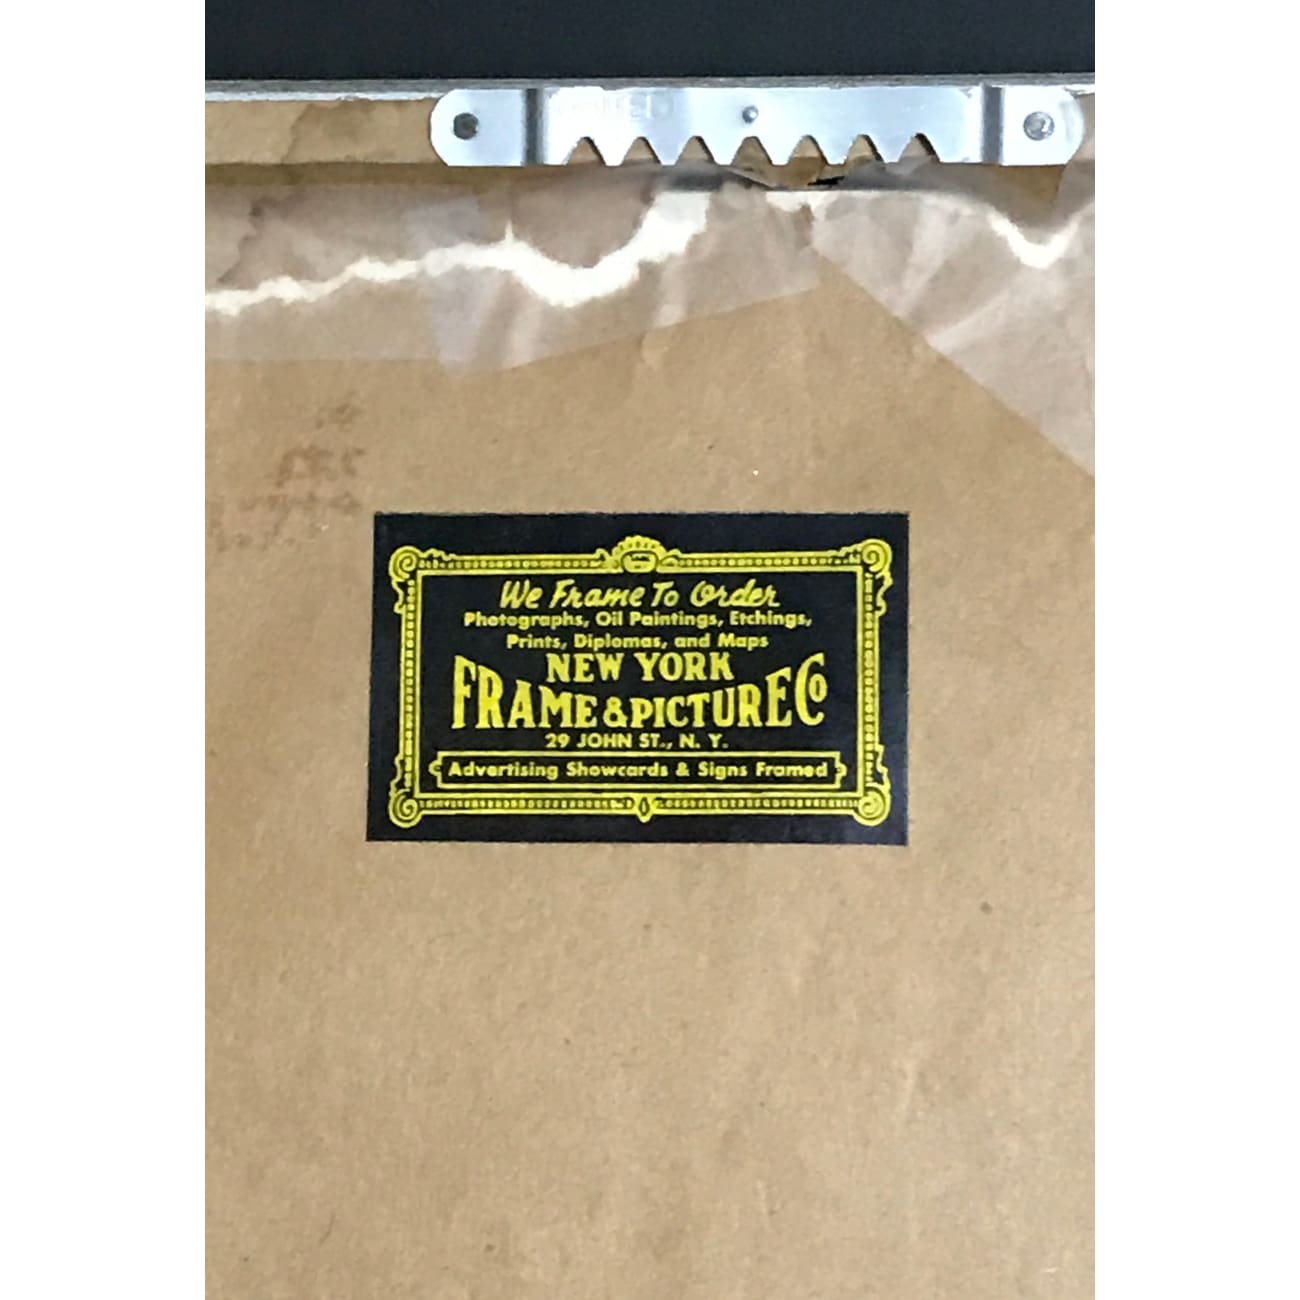 We Frame To Order
Photographs, Oil Paintings, Etchings,
Prints, Diplomas, and Maps
NEW YORK
FRAME & PICTURE Co
29 JOHN ST., N. Y.
Advertising Showcards & Signs Framed